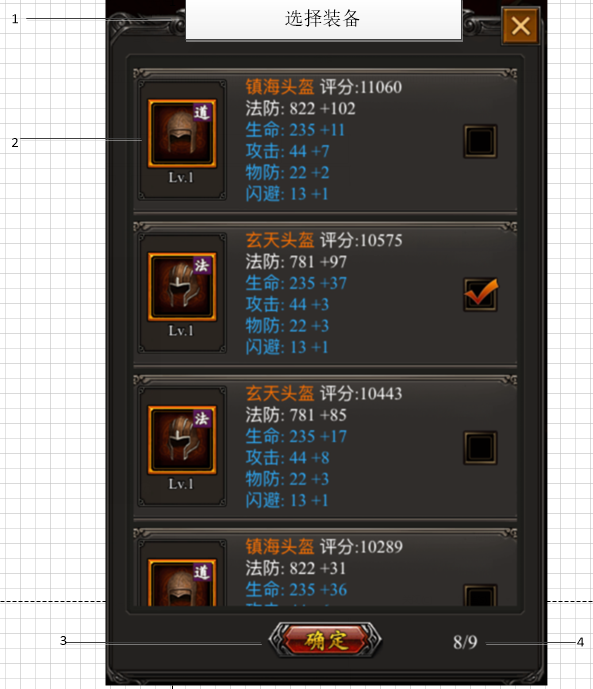 1
选择装备
2
道
Lv.1
镇海头盔 评分:11060
法防: 822 +102
生命: 235 +11
攻击: 44 +7
物防: 22 +2
闪避: 13 +1
法
Lv.1
玄天头盔 评分:10575
法防: 781 +97
生命: 235 +37
攻击: 44 +3
物防: 22 +3
闪避: 13 +1
法
Lv.1
玄天头盔 评分:10443
法防: 781 +85
生命: 235 +17
攻击: 44 +8
物防: 22 +3
闪避: 13 +1
道
镇海头盔 评分:10289
法防: 822 +31
生命: 235 +36
3
确定
8/9
4